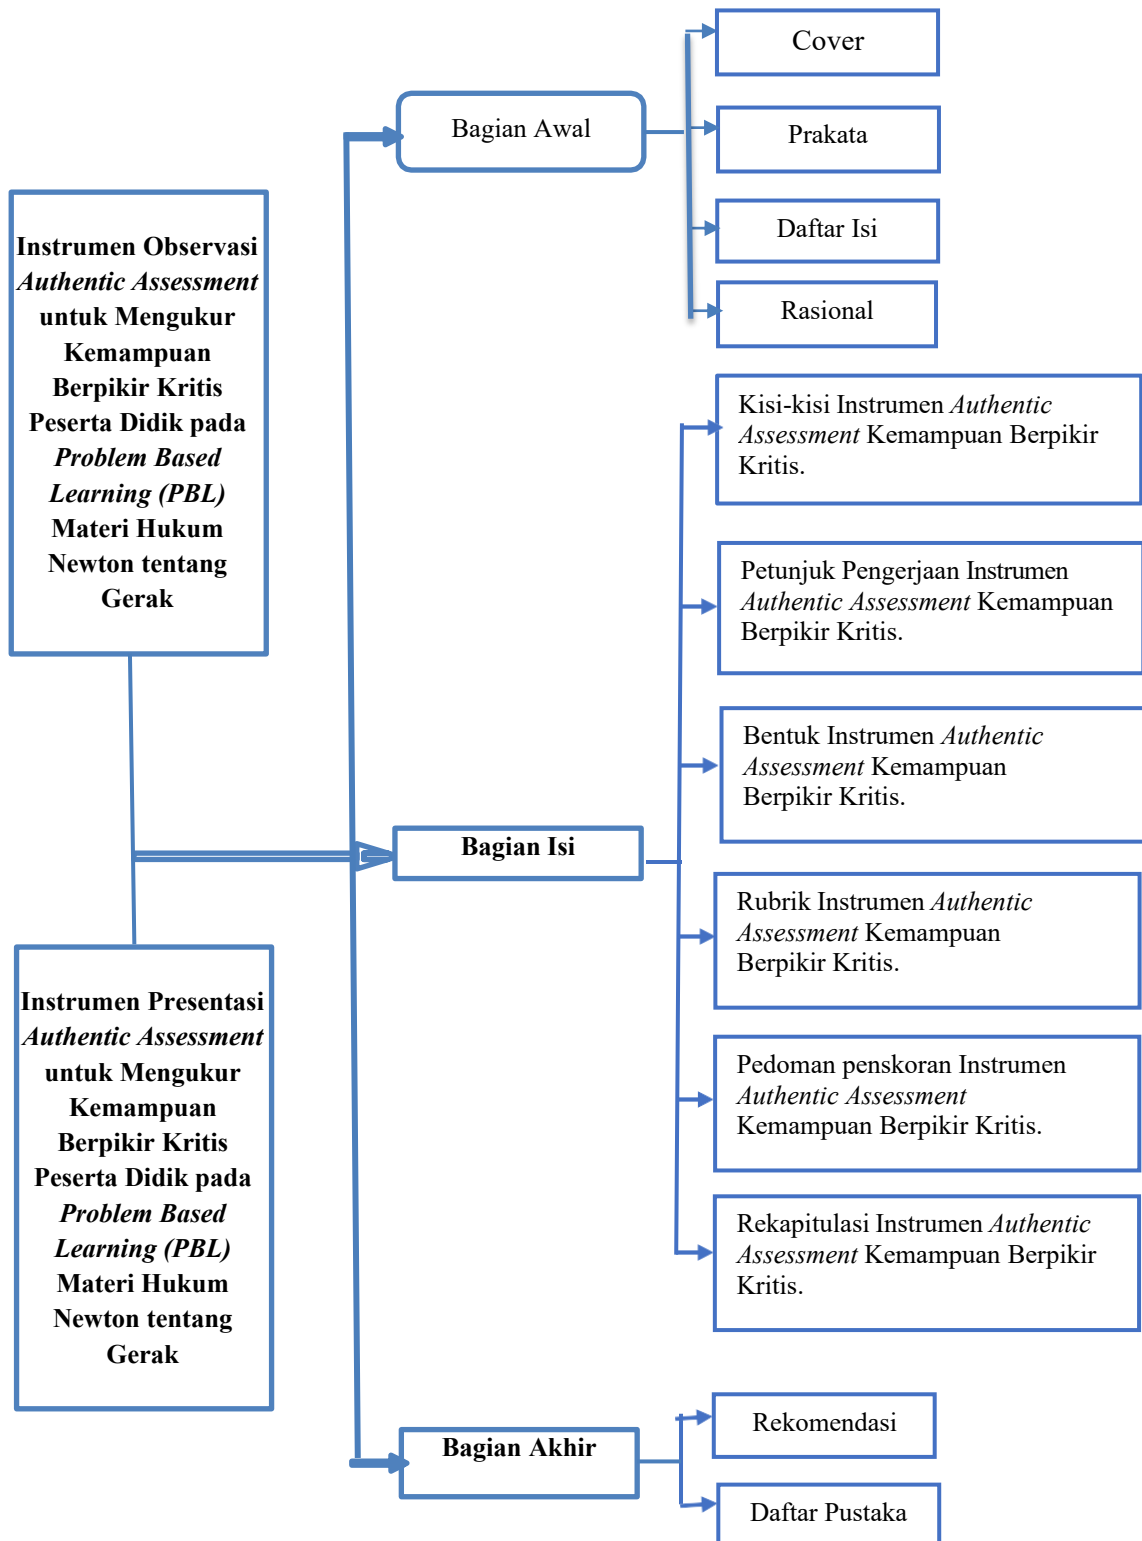 Instrumen Observasi
Authentic Assessment
untuk Mengukur
Kemampuan
Berpikir Kritis
Peserta Didik pada
Problem Based
Learning (PBL)
Materi Hukum
Newton tentang
Gerak
Instrumen Presentasi
Authentic Assessment
untuk Mengukur
Kemampuan
Berpikir Kritis
Peserta Didik pada
Problem Based
Learning (PBL)
Materi Hukum
Newton tentang
Gerak
Bagian Awal
Cover
Prakata
Daftar Isi
Rasional
Bagian Isi
Kisi-kisi Instrumen Authentic
Assessment Kemampuan Berpikir
Kritis.
Petunjuk Pengerjaan Instrumen
Authentic Assessment Kemampuan
Berpikir Kritis.
Bentuk Instrumen Authentic
Assessment Kemampuan
Berpikir Kritis.
Rubrik Instrumen Authentic
Assessment Kemampuan
Berpikir Kritis.
Pedoman penskoran Instrumen
Authentic Assessment
Kemampuan Berpikir Kritis.
Rekapitulasi Instrumen Authentic
Assessment Kemampuan Berpikir
Kritis.
Bagian Akhir
Rekomendasi
Daftar Pustaka